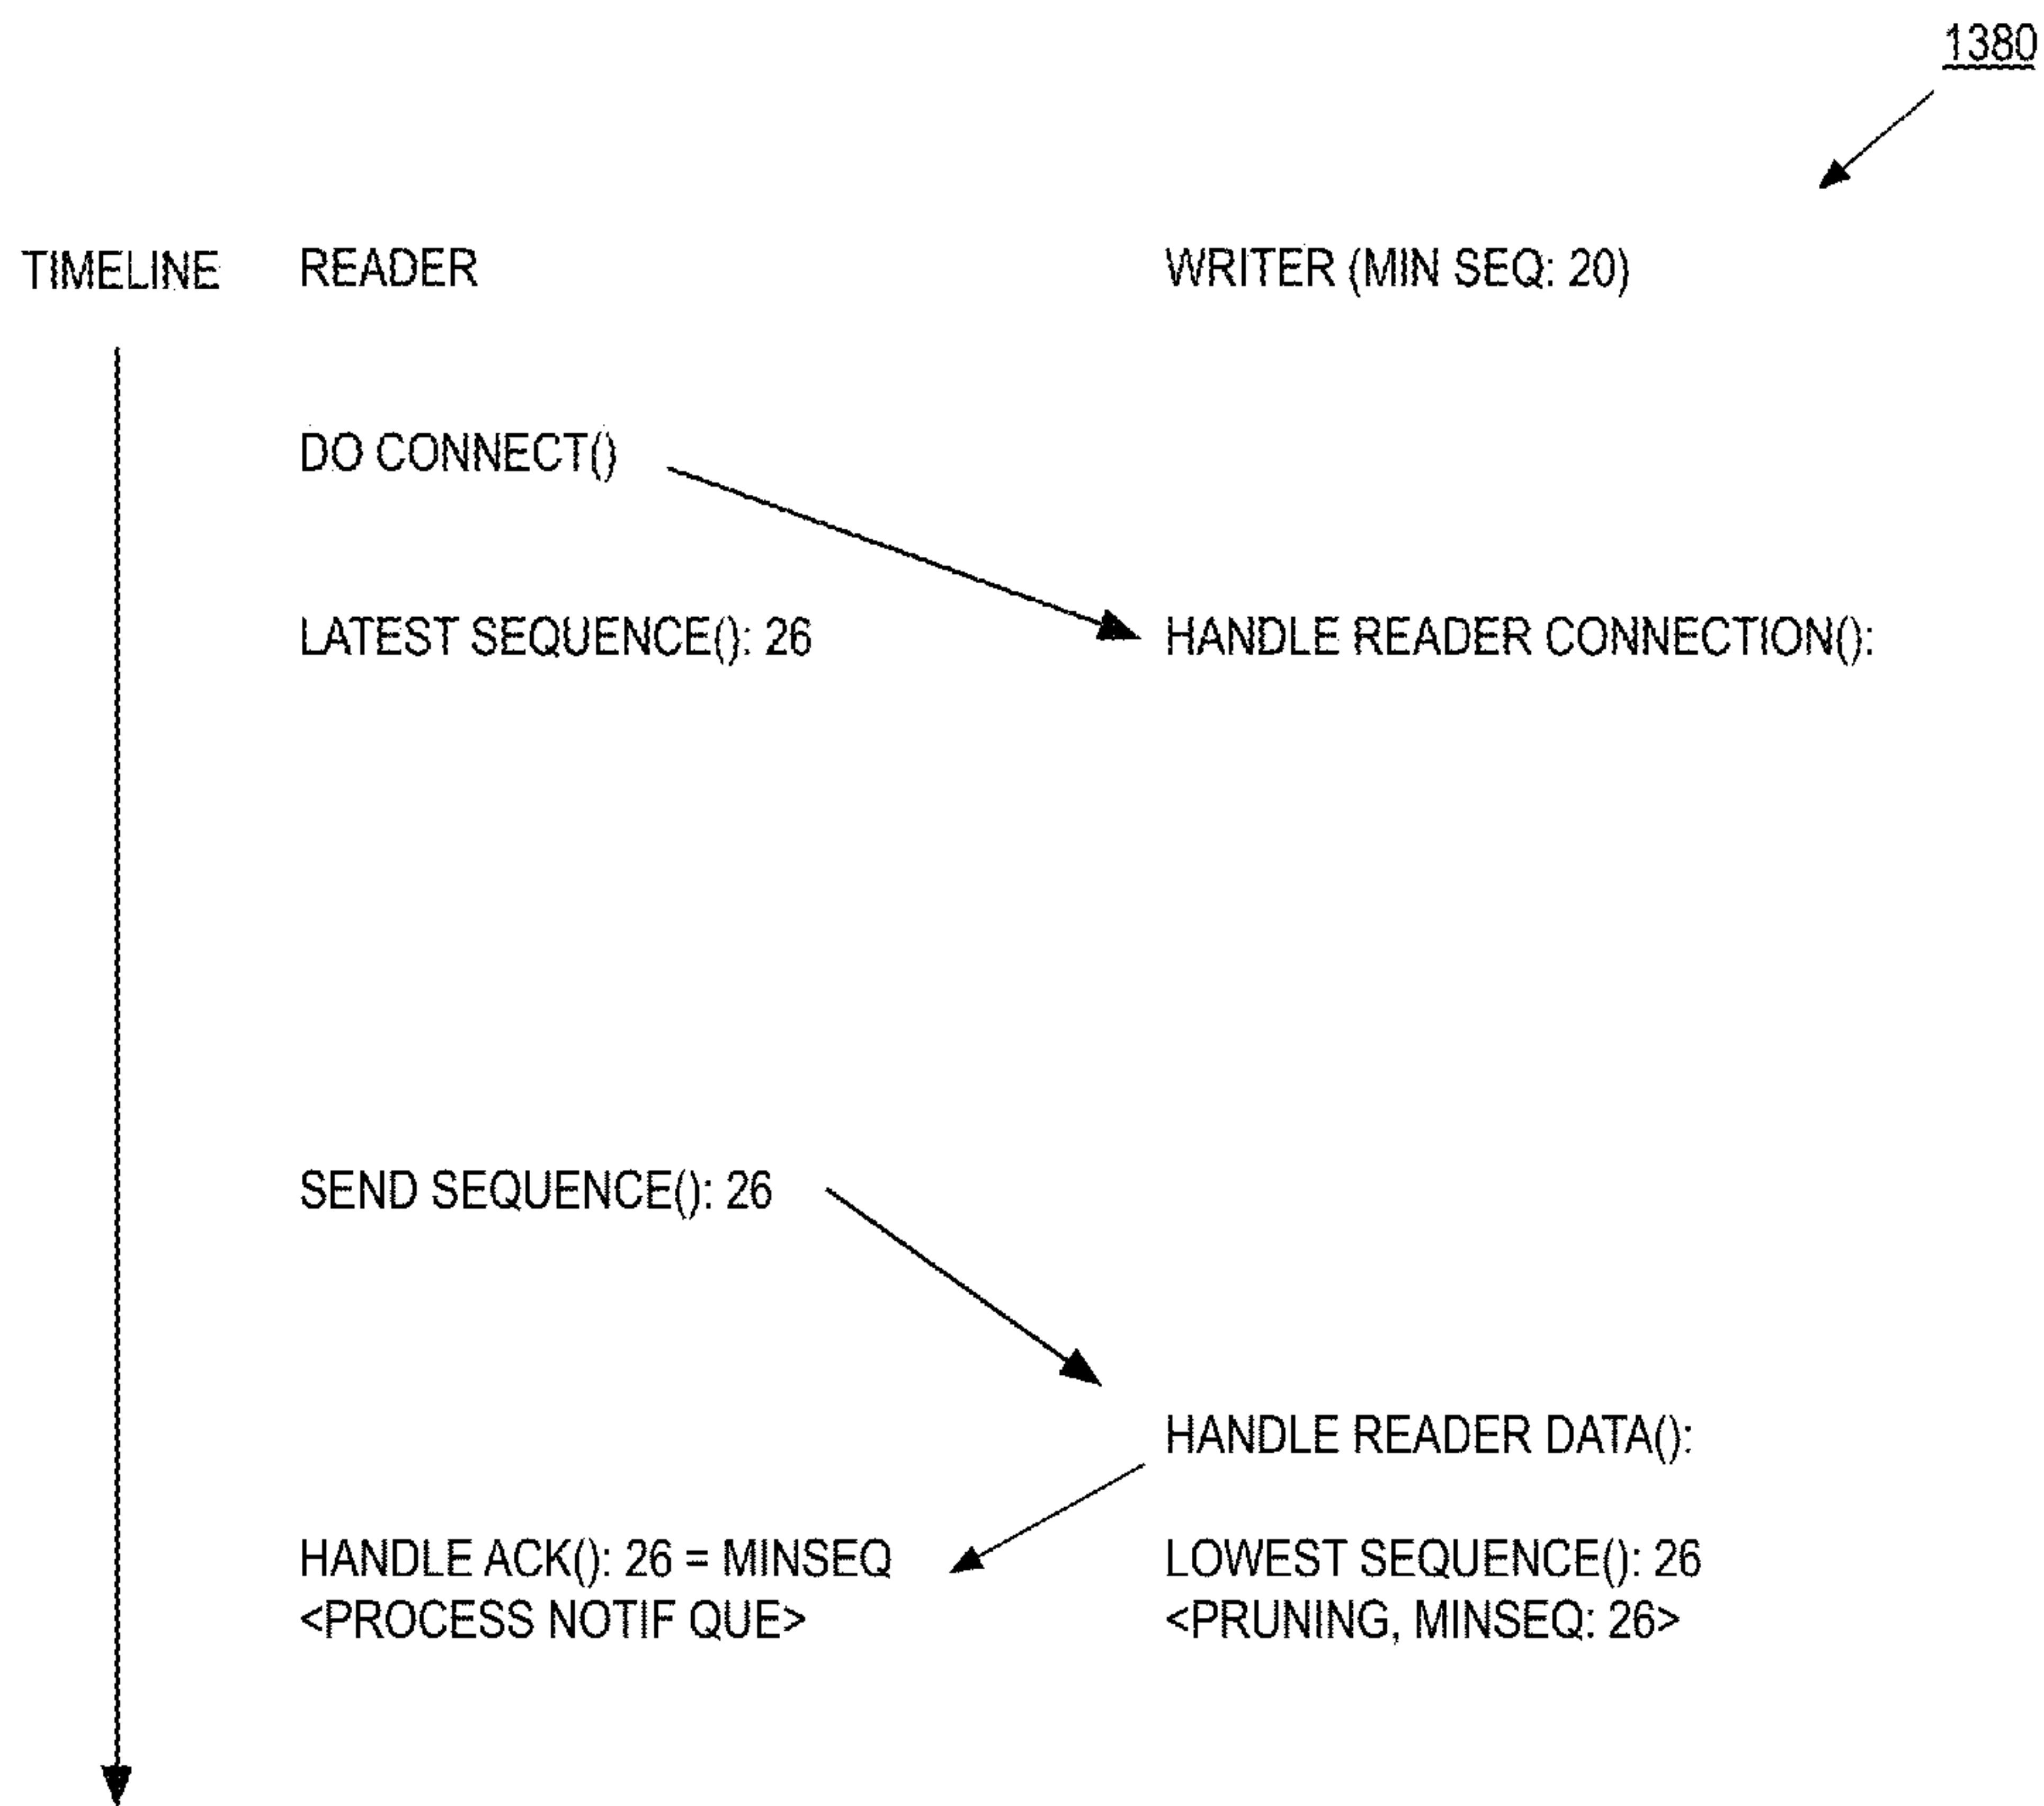 1380
TIMELINE READER WRITER (MIN SEQ: 20)
DO CONNECT()
LATEST SEQUENCE(): 26 HANDLE READER CONNECTION():
SEND SEQUENCE(): 26
HANDLE READER DATA():
HANDLE ACK(): 26 = MINSEQ LOWEST SEQUENCE(): 26
<PROCESS NOTIF QUE> <PRUNING, MINSEQ: 26>